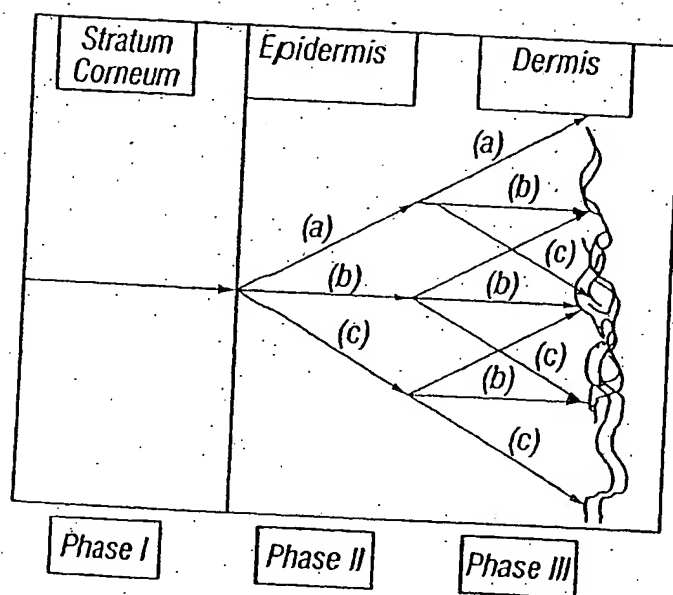 Stratum
Corneum
Epidermis
Dermis
(a)
(b)
(a)
(c)
(b)
(b)
(c)
(c)
(b)
(c)
Phase I
Phase II
Phase III